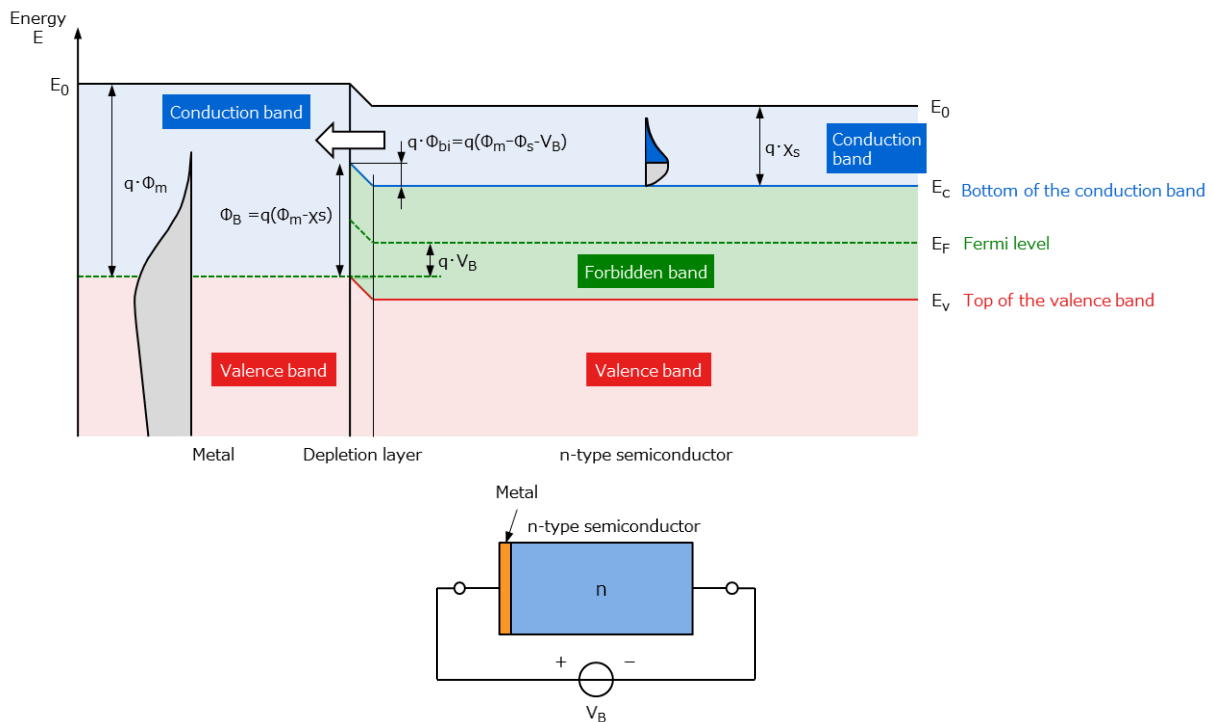 Energy
E
E0
E0
Conduction band
q·Φbi=q(Φm−Φs−VB)
q·χs
Conduction
band
q·Φm
Ec
Bottom of the conduction band
ΦB =q(Φm-χs)
EF
Fermi level
q·VB
Forbidden band
Ev
Top of the valence band
Valence band
Valence band
Metal
Depletion layer
n-type semiconductor
Metal
n-type semiconductor
n
+
−
VB